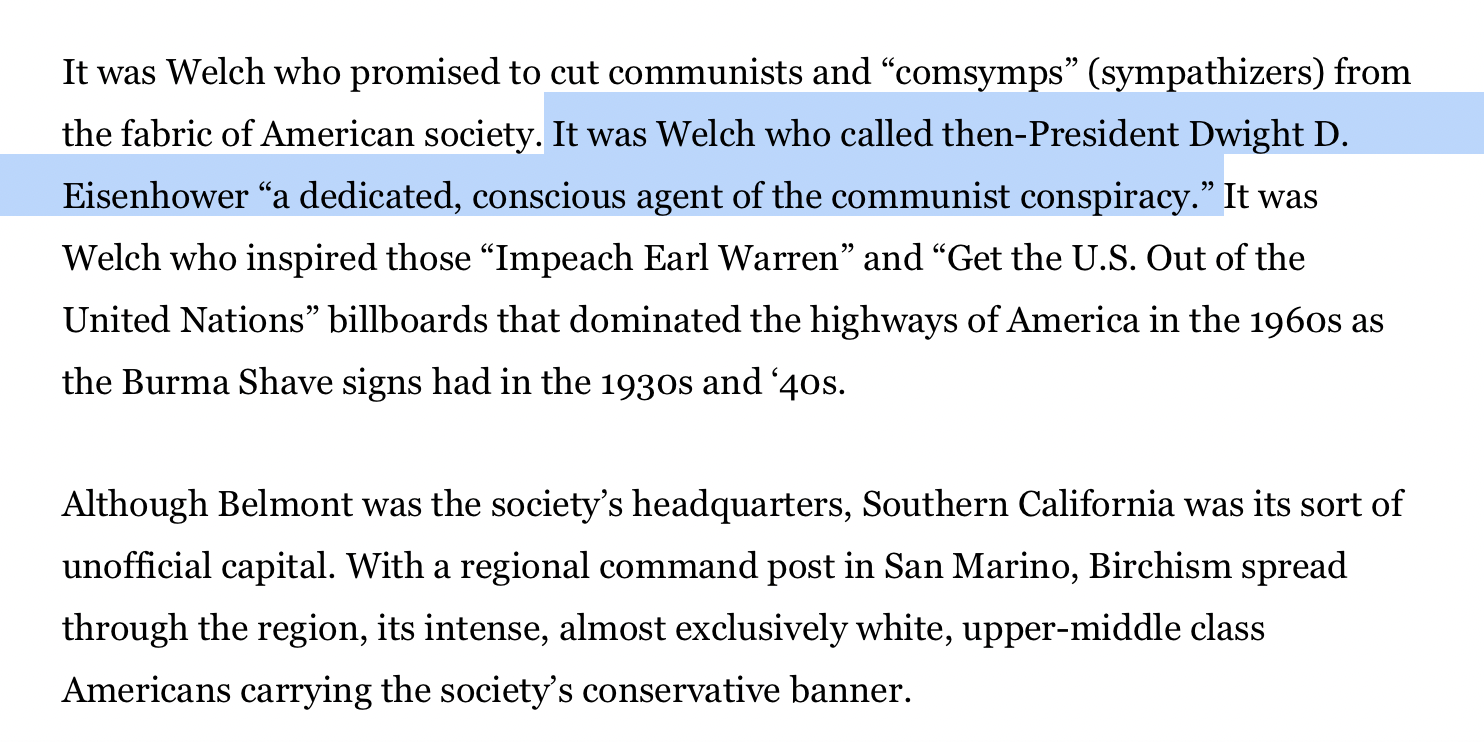 It was Welch who promised to cut communists and “comsymps” (sympathizers) from
the fabric of American society. It was Welch who called then-President Dwight D.
Eisenhower “a dedicated, conscious agent of the communist conspiracy.” It was
Welch who inspired those “Impeach Earl Warren” and “Get the U.S. Out of the
United Nations” billboards that dominated the highways of America in the 1960s as
the Burma Shave signs had in the 1930s and ‘40s.
Although Belmont was the society’s headquarters, Southern California was its sort of
unofficial capital. With a regional command post in San Marino, Birchism spread
through the region, its intense, almost exclusively white, upper-middle class
Americans carrying the society’s conservative banner.